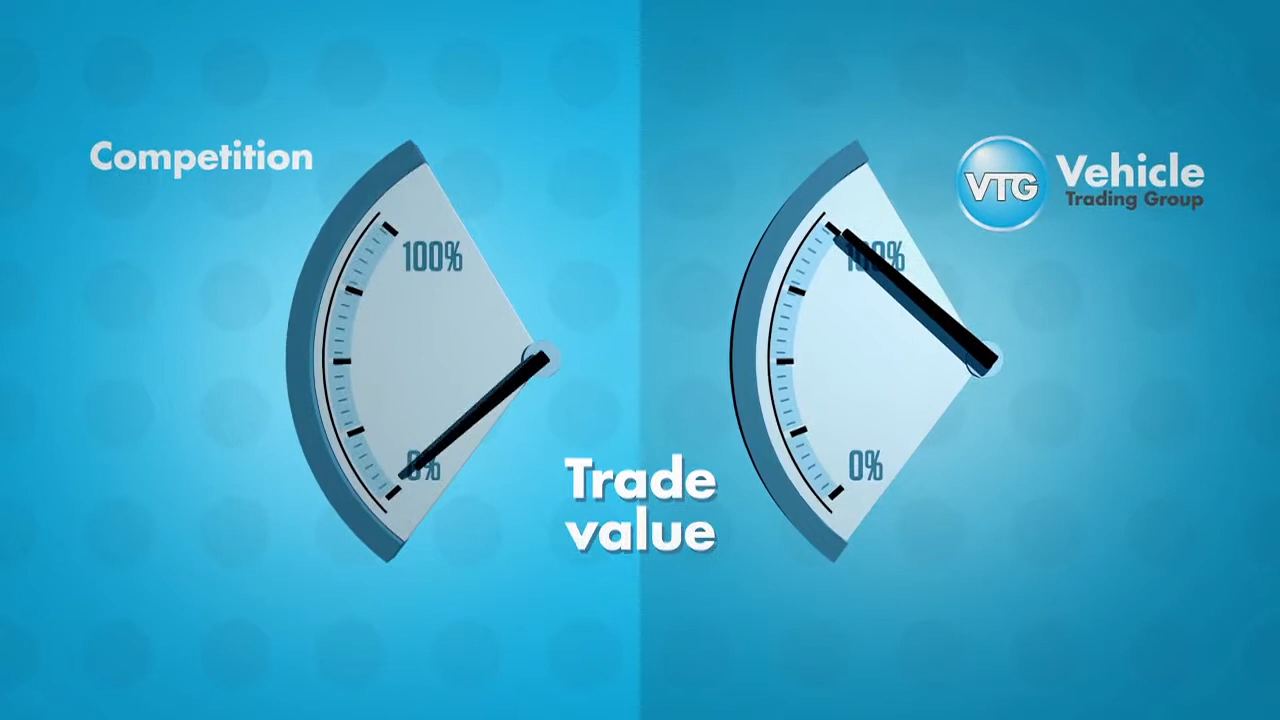 Competition
VTG
Vehicle
Trading Group
100%
100%
0%
0%
Trade
value